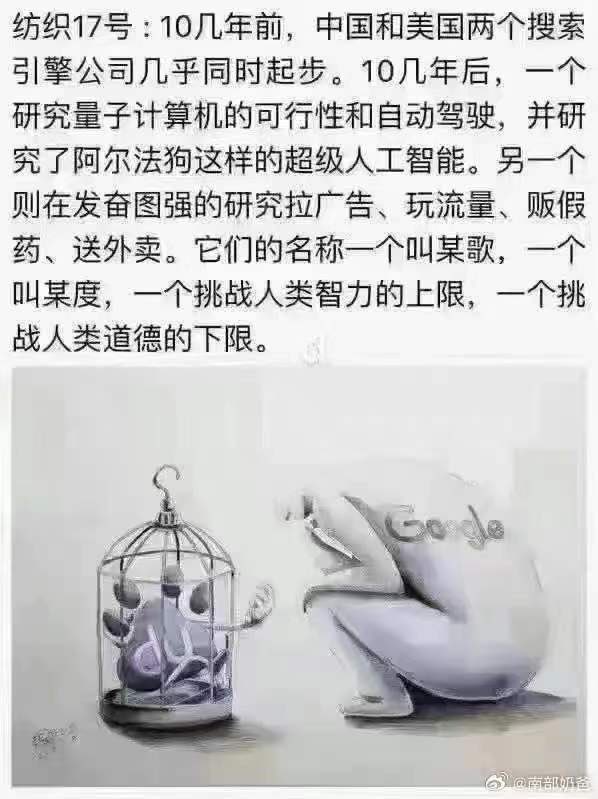 纺织17号：10几年前，中国和美国两个搜索
引擎公司几乎同时起步。10几年后，一个
研究量子计算机的可行性和自动驾驶，并研
究了阿尔法狗这样的超级人工智能。另一个
则在发奋图强的研究拉广告、玩流量、贩假
药、送外卖。它们的名称一个叫某歌，一个
叫某度，一个挑战人类智力的上限，一个挑
战人类道德的下限。
Google
du
@南部奶爸